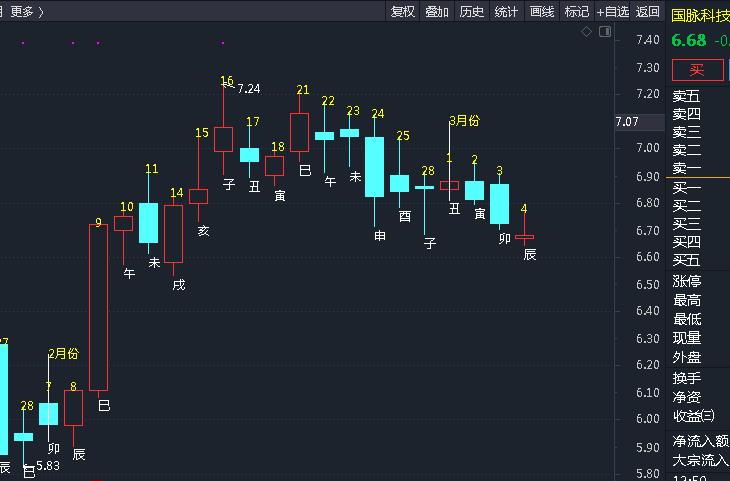 更多 〉
复权 叠加 历史 统计 画线 标记 +自选 返回
国脉科技
6.68 -0.
买
卖五
卖四
卖三
卖二
卖一
买一
买二
买三
买四
买五
涨停
最高
最低
现量
外盘
换手
净资
收益㈢
净流入额
大宗流入
7.40
7.30
7.20
7.07
7.00
6.90
6.80
6.70
6.60
6.50
6.40
6.30
6.20
6.10
6.00
5.90
5.80
27
辰
28
巳
5.83
2月份
7
卯
8
辰
9
巳
10
午
11
未
14
戌
15
亥
16
7.24
子
17
丑
18
寅
21
巳
22
午
23
未
24
申
25
酉
28
子
3月份
1
丑
2
寅
3
卯
4
辰